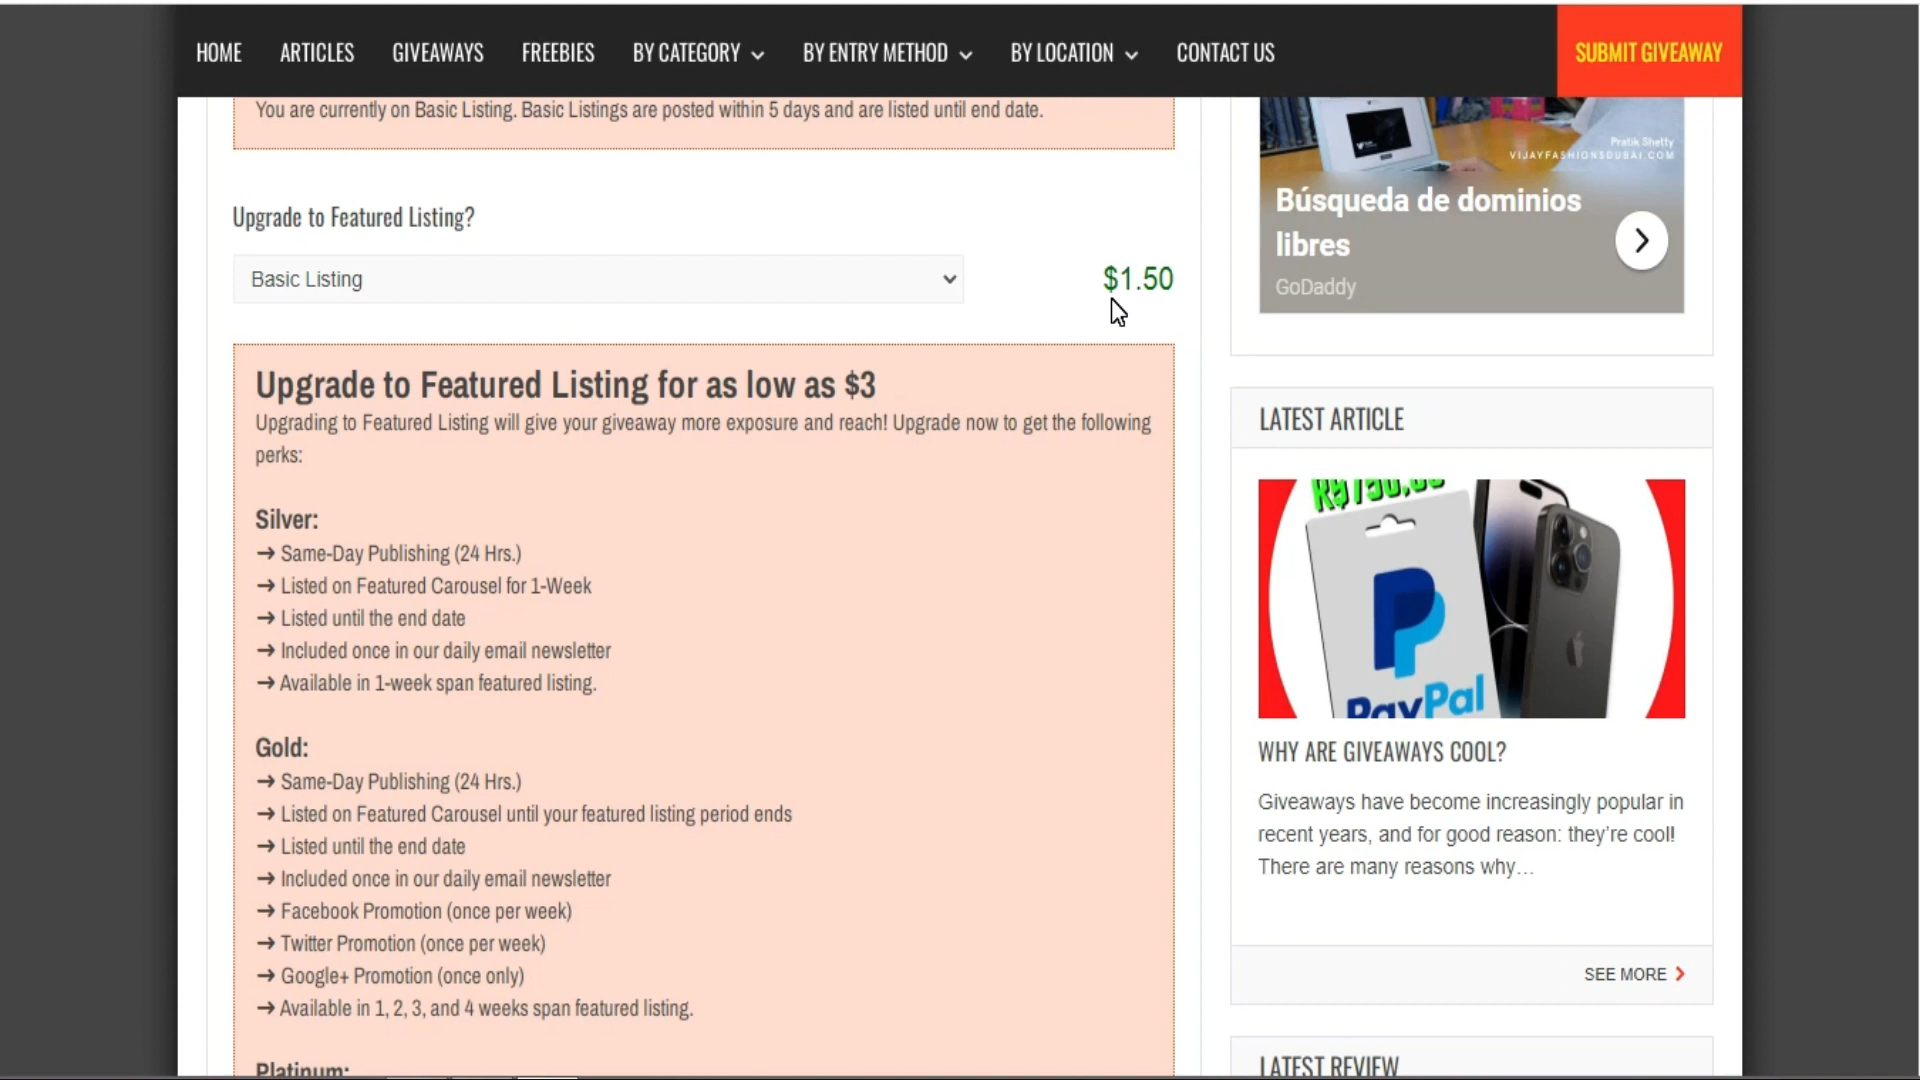 HOME ARTICLES GIVEAWAYS FREEBIES BY CATEGORY BY ENTRY METHOD BY LOCATION CONTACT US SUBMIT GIVEAWAY
You are currently on Basic Listing. Basic Listings are posted within 5 days and are listed until end date.
Upgrade to Featured Listing?
Basic Listing
$1.50
Upgrade to Featured Listing for as low as $3
Upgrading to Featured Listing will give your giveaway more exposure and reach! Upgrade now to get the following
perks:
Silver:
➔ Same-Day Publishing (24 Hrs.)
➔ Listed on Featured Carousel for 1-Week
➔ Listed until the end date
➔ Included once in our daily email newsletter
➔ Available in 1-week span featured listing.
Gold:
➔ Same-Day Publishing (24 Hrs.)
➔ Listed on Featured Carousel until your featured listing period ends
➔ Listed until the end date
➔ Included once in our daily email newsletter
➔ Facebook Promotion (once per week)
➔ Twitter Promotion (once per week)
➔ Google+ Promotion (once only)
➔ Available in 1, 2, 3, and 4 weeks span featured listing.
Platinum:
Pratik Shetty
VIJAYFASHIONSDUBAI.COM
Búsqueda de dominios
libres
GoDaddy
LATEST ARTICLE
PayPal
WHY ARE GIVEAWAYS COOL?
Giveaways have become increasingly popular in
recent years, and for good reason: they're cool!
There are many reasons why…
SEE MORE
LATEST REVIEW